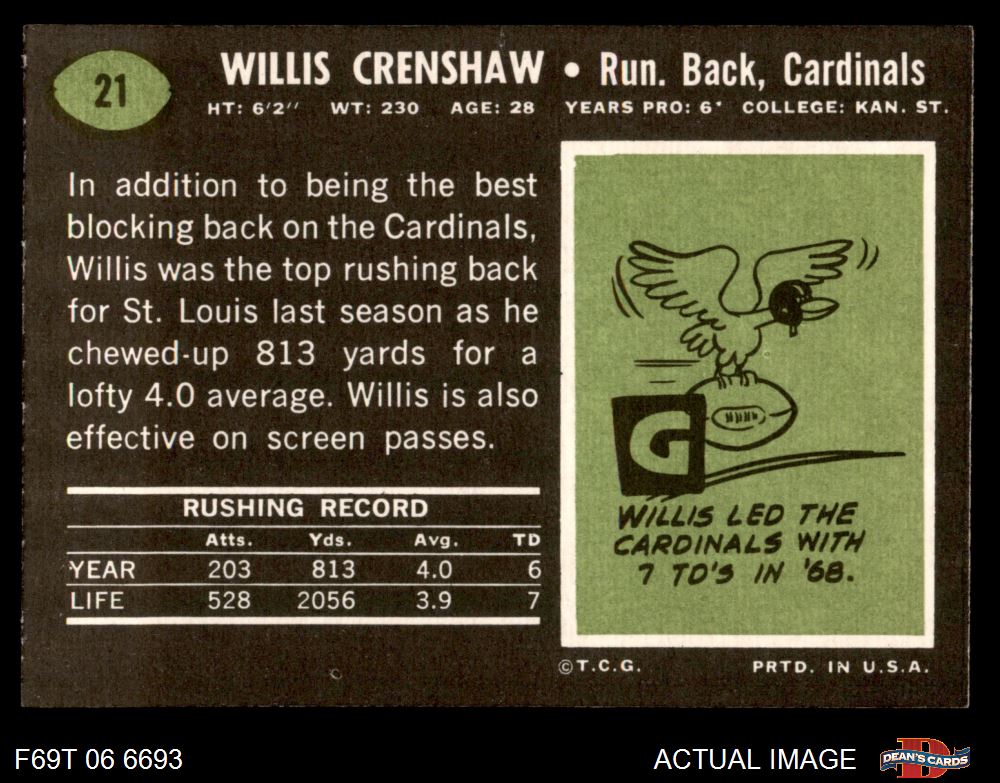 21
WILLIS CRENSHAW • Run. Back, Cardinals
HT: 6'2'' WT: 230 AGE: 28 YEARS PRO: 6* COLLEGE: KAN. ST.
In addition to being the best
blocking back on the Cardinals,
Willis was the top rushing back
for St. Louis last season as he
chewed-up 813 yards for a
lofty 4.0 average. Willis is also
effective on screen passes.
RUSHING RECORD
Atts. Yds. Avg. TD
YEAR 203 813 4.0 6
LIFE 528 2056 3.9 7
G
WILLIS LED THE
CARDINALS WITH
7 TD'S IN '68.
©T.C.G. PRTD. IN U.S.A.
F69T 06 6693
ACTUAL IMAGE
D
DEAN'S CARDS